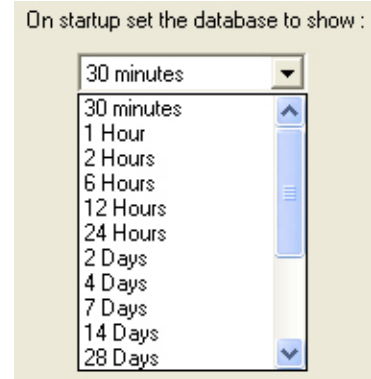 On startup set the database to show :
30 minutes
30 minutes
1 Hour
2 Hours
6 Hours
12 Hours
24 Hours
2 Days
4 Days
7 Days
14 Days
28 Days